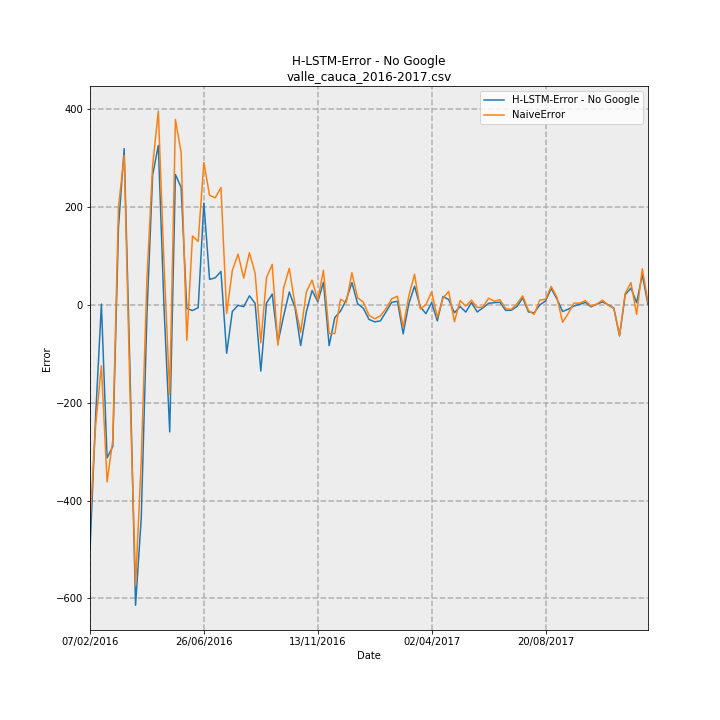 H-LSTM-Error - No Google
valle_cauca_2016-2017.csv
H-LSTM-Error - No Google
NaiveError
400
200
0
−200
−400
−600
Error
07/02/2016
26/06/2016
13/11/2016
02/04/2017
20/08/2017
Date